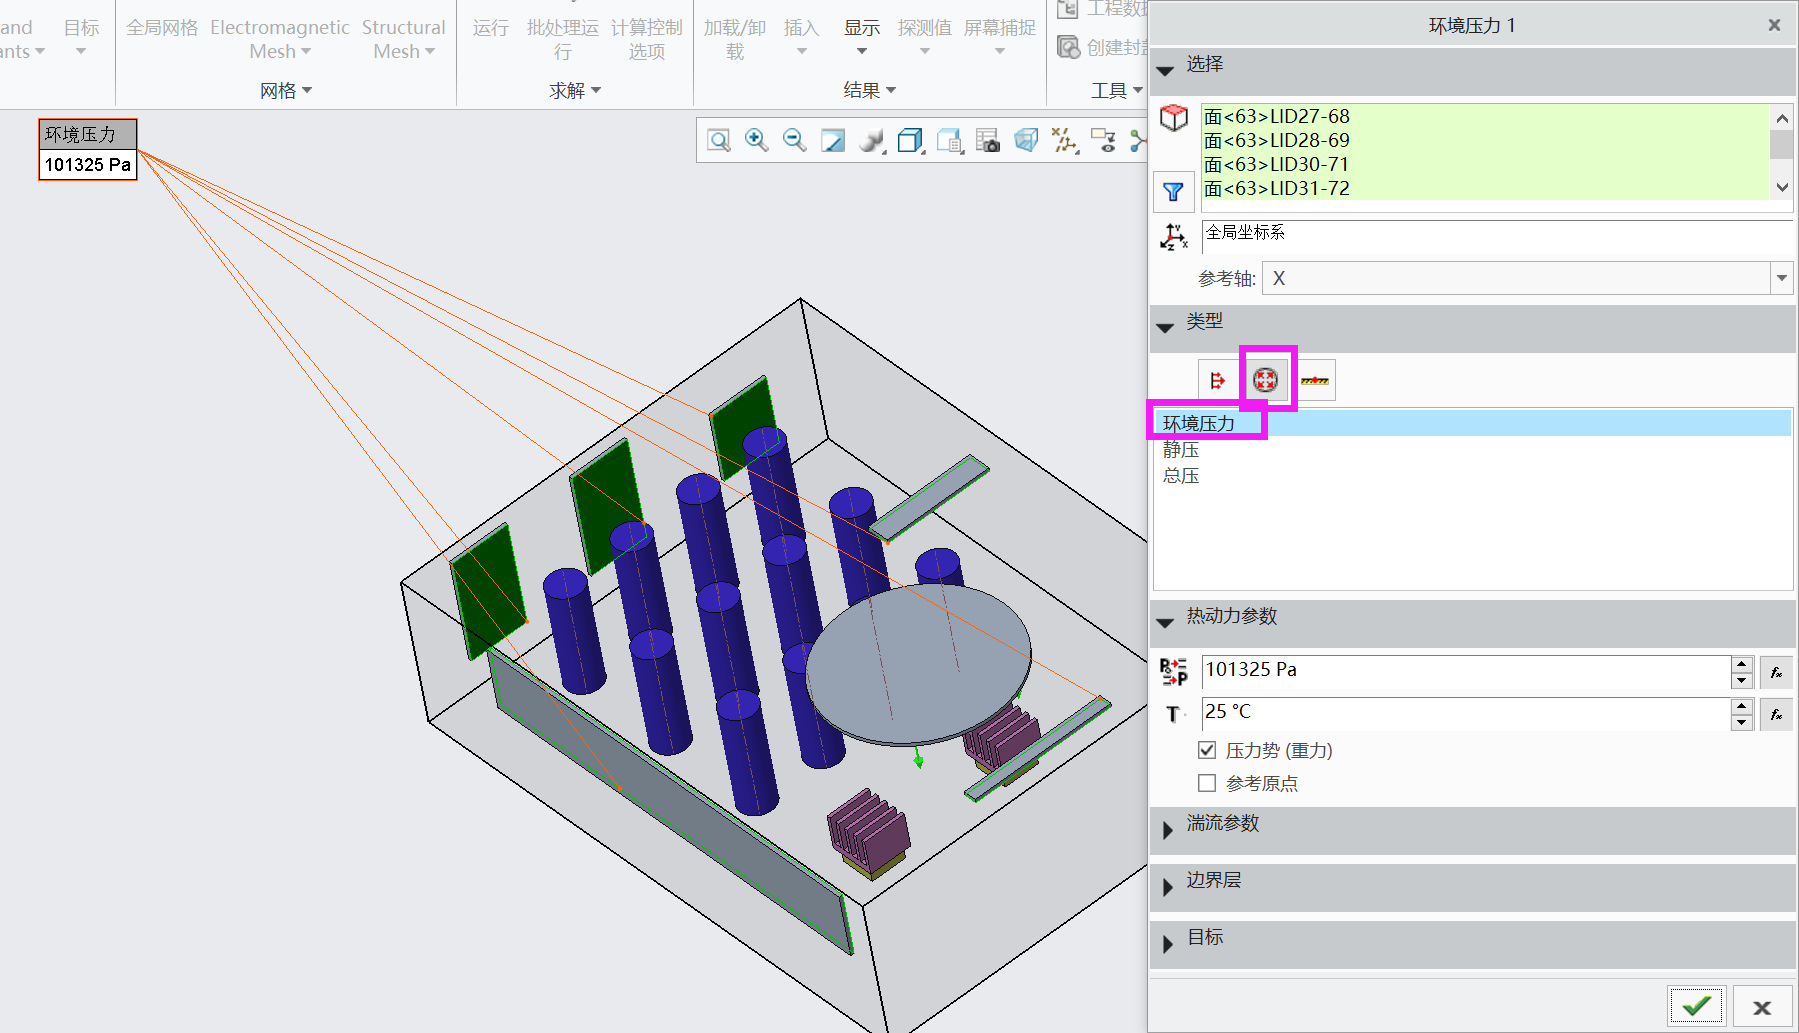 目标
全局网格
Electromagnetic
Mesh
Structural
Mesh
网格
运行
批处理运
行
计算控制
选项
求解
加载/卸
载
插入
显示
探测值
屏幕捕捉
结果
创建封
工具
环境压力
101325 Pa
环境压力 1
选择
面<63>LID27-68
面<63>LID28-69
面<63>LID30-71
面<63>LID31-72
全局坐标系
参考轴:
X
类型
环境压力
静压
总压
热动力参数
101325 Pa
T
25 °C
压力势 (重力)
参考原点
湍流参数
边界层
目标